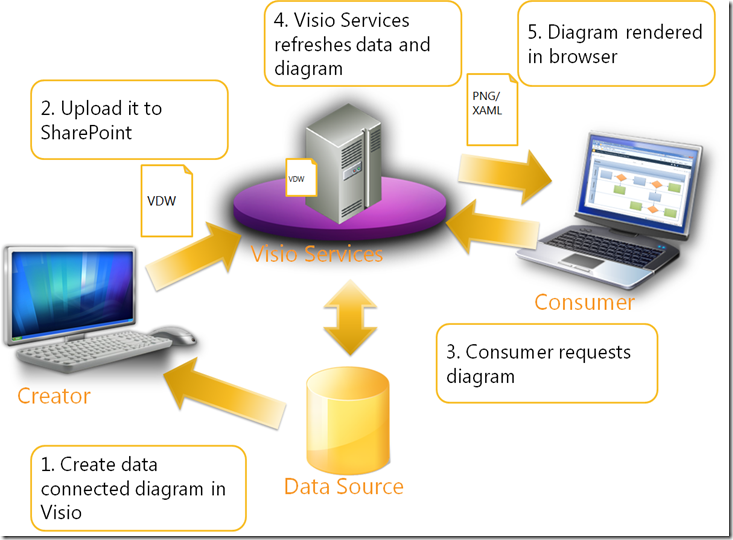 4. Visio Services
refreshes data and
diagram
5. Diagram rendered
in browser
2. Upload it to
SharePoint
PNG/
XAML
VDW
VDW
Visio Services
Consumer
3. Consumer requests
diagram
Creator
1. Create data
connected diagram in
Visio
Data Source